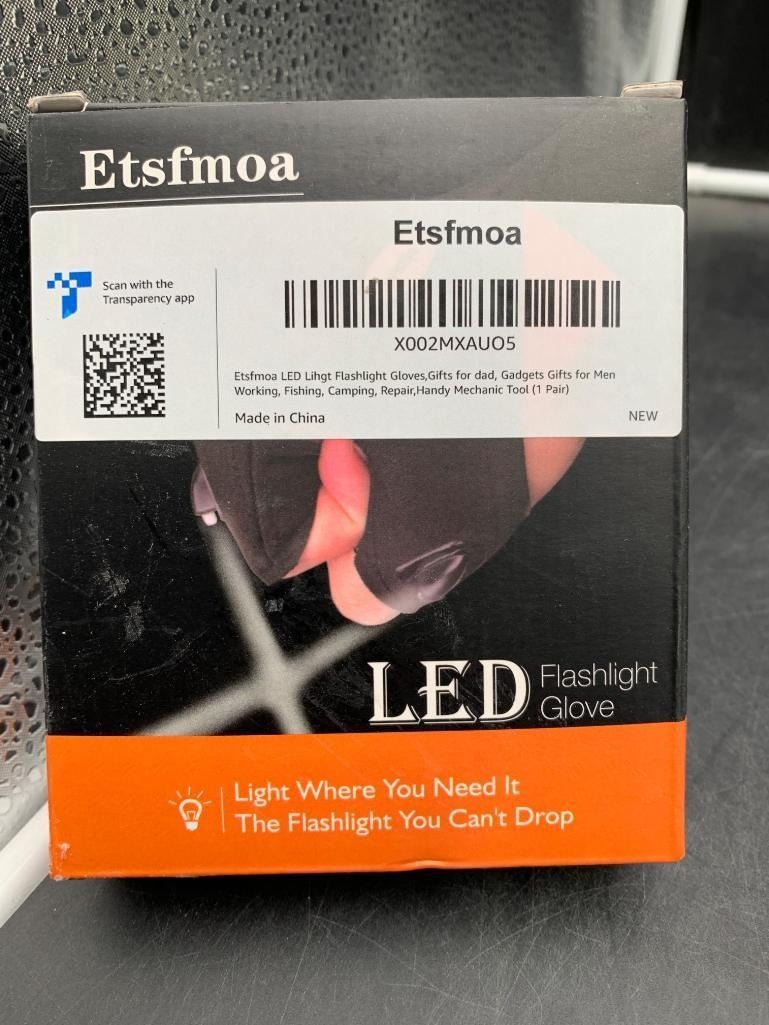 Etsfmoa
Etsfmoa
Scan with the
Transparency app
X002MXAUO5
Etsfmoa LED Lihgt Flashlight Gloves,Gifts for dad, Gadgets Gifts for Men
Working, Fishing, Camping, Repair,Handy Mechanic Tool (1 Pair)
Made in China
NEW
LED Flashlight
Glove
Light Where You Need It
The Flashlight You Can't Drop